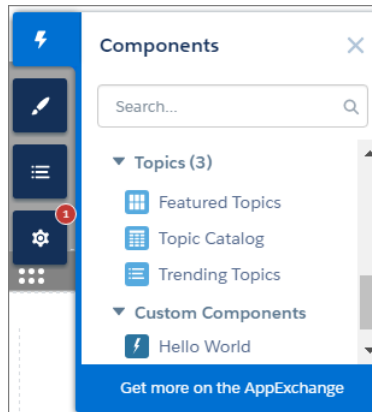 Components
Search...
Topics (3)
Featured Topics
Topic Catalog
Trending Topics
Custom Components
Hello World
Get more on the AppExchange
1